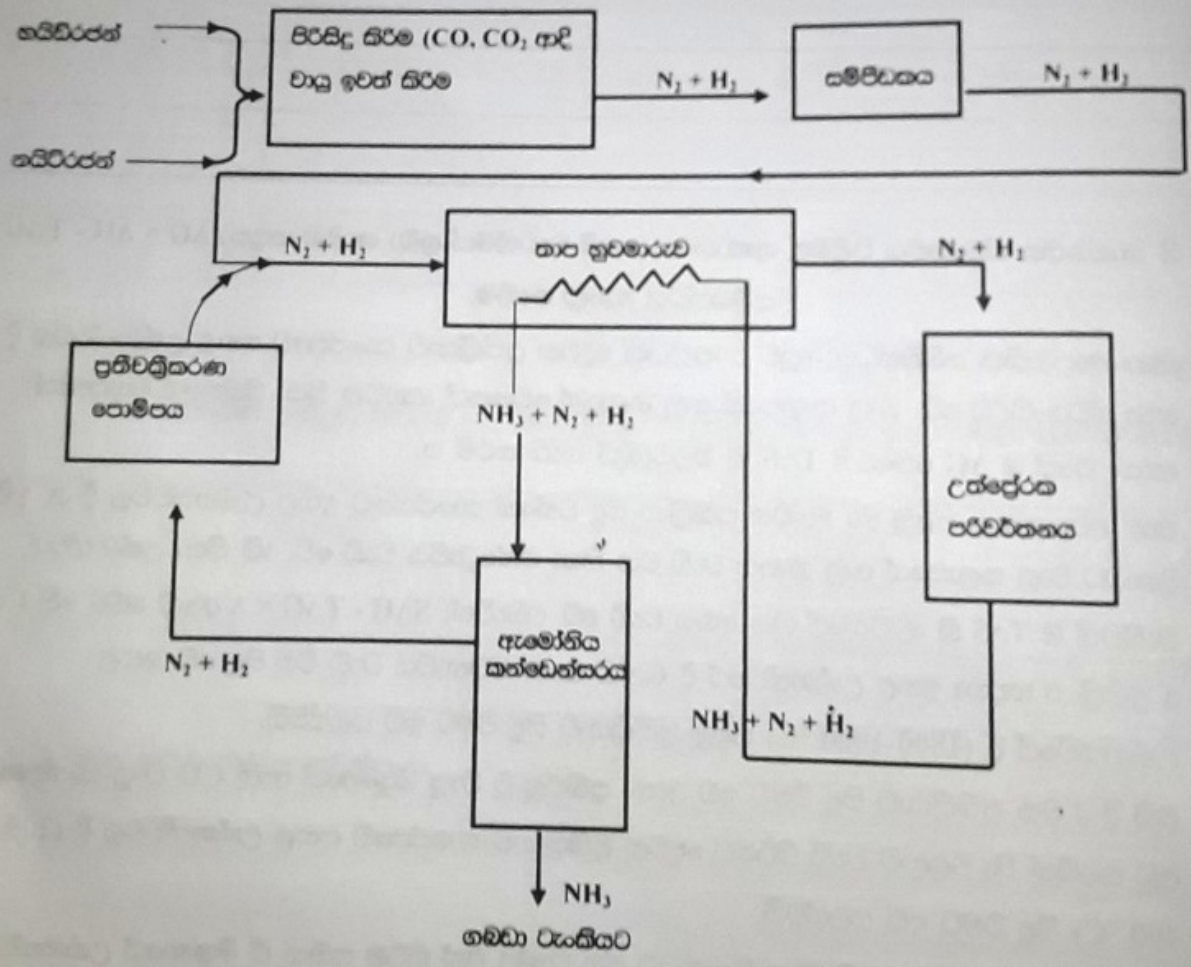 හයිඩ්රජන්
පිරිසිදු කිරීම (CO, CO₂ ආදි
වායු ඉවත් කිරීම
N₂ + H₂
සම්පීඩකය
N₂ + H₂
නයිට්රජන්
N₂ + H₂
තාප හුවමාරුව
N₂ + H₂
ප්‍රතිචක්‍රීකරණ
පොම්පය
NH₃ + N₂ + H₂
උත්ප්‍රේරක
පරිවර්තනය
N₂ + H₂
ඇමෝනියා
කන්ඩෙන්සරය
NH₃ + N₂ + H₂
NH₃
ගබඩා ටැංකියට